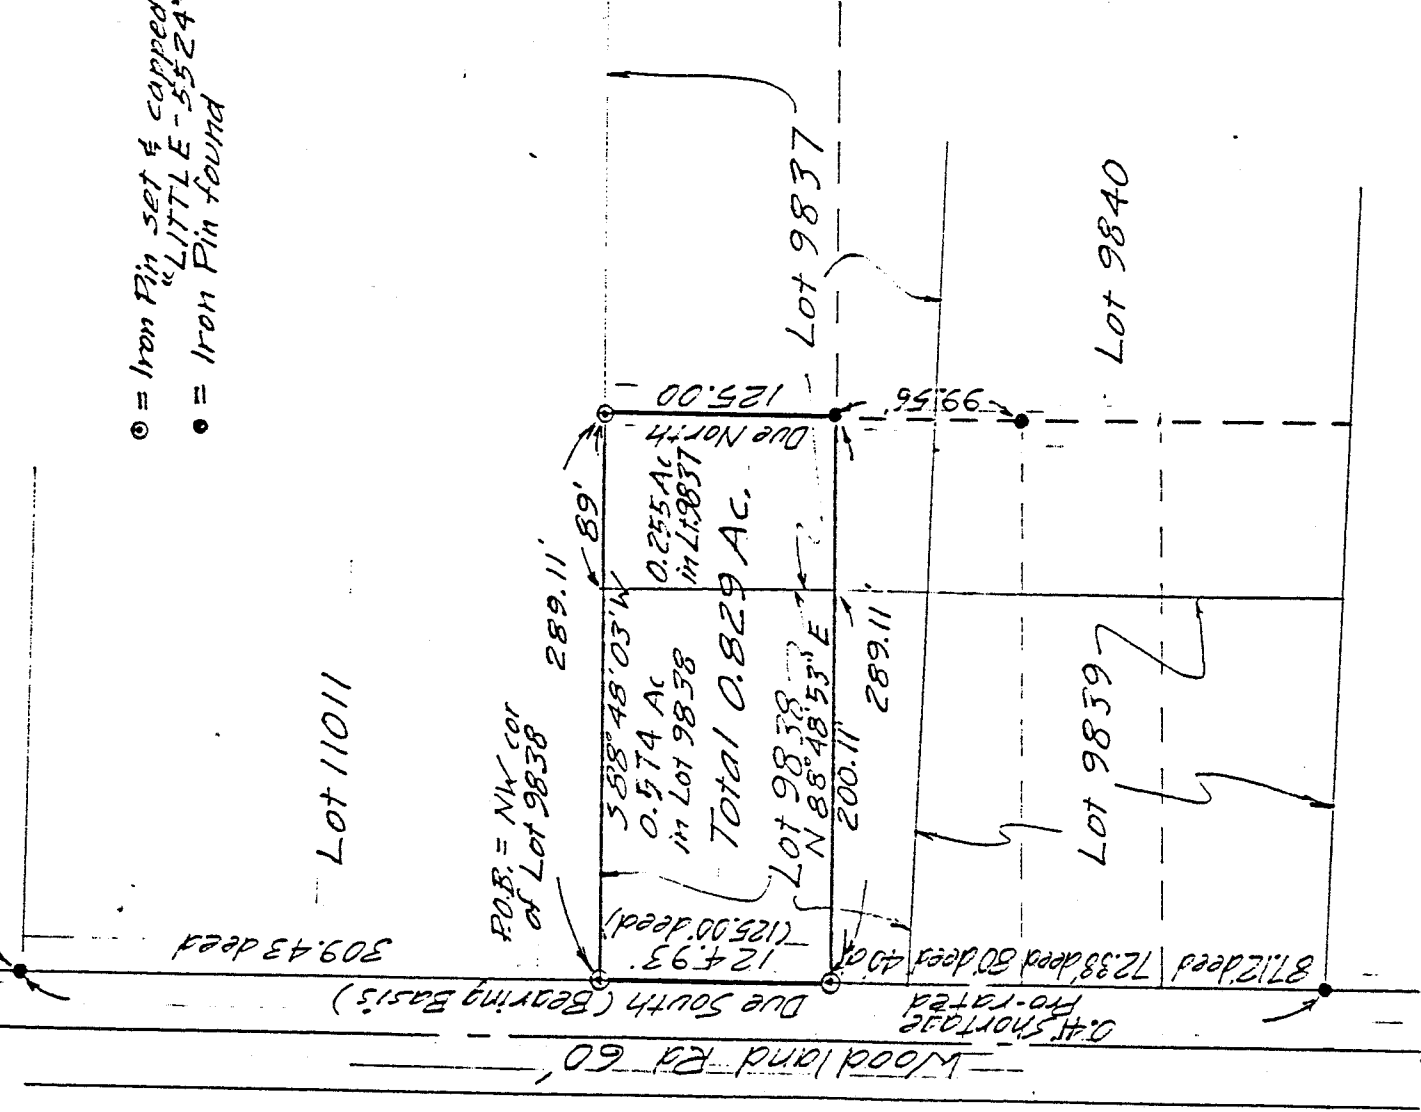 ⊙ = Iron Pin set & capped
"LITTLE-5524"
● = Iron Pin found
Lot 11011
309.43 deed
P.O.B. = NW cor
of Lot 9838
289.11'
89'
S 88°48'03" W
0.574 Ac
in Lot 9838
0.255 Ac
in Lt.9837
Total 0.829 Ac.
Due North
125.00
Lot 9838
N 88°48'53" E
200.11'
289.11'
124.93'
(125.00' deed)
Due South (Bearing Basis)
Lot 9837
99.56'
Lot 9840
Lot 9839
40' deed
80' deed
72.33' deed
87.12' deed
0.41' shortage
Pro-rated
Woodland Rd 60'